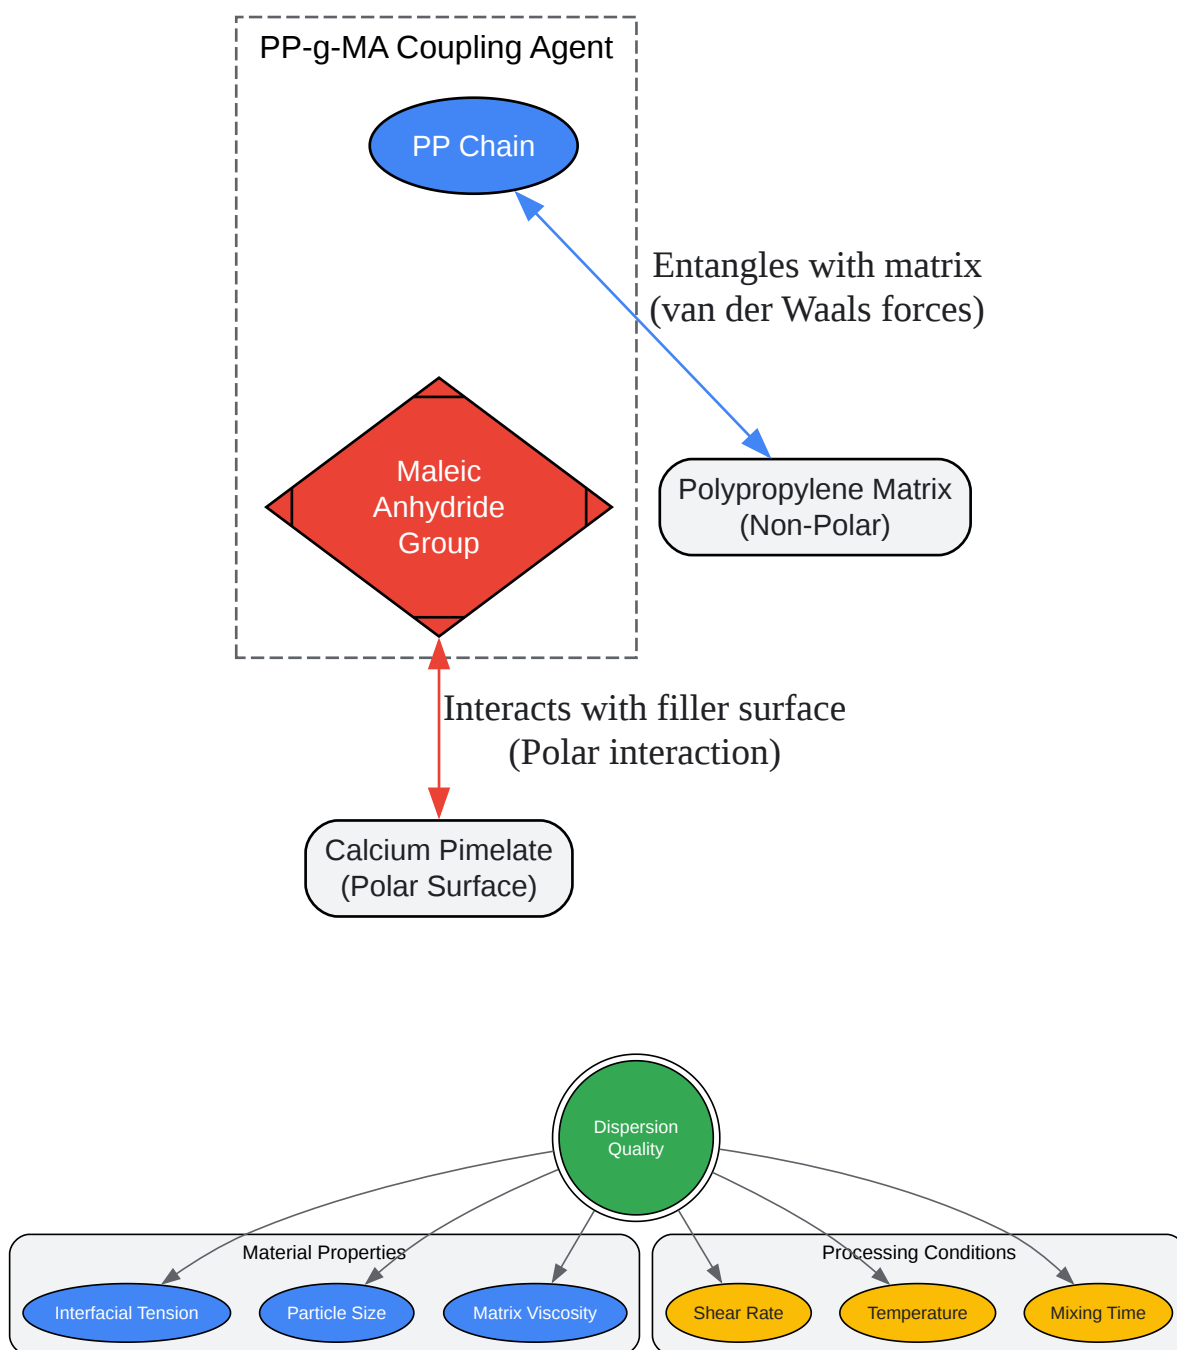 PP-g-MA Coupling Agent
PP Chain
Entangles with matrix
(van der Waals forces)
Maleic
Anhydride
Group
Polypropylene Matrix
(Non-Polar)
Interacts with filler surface
(Polar interaction)
Calcium Pimelate
(Polar Surface)
Dispersion
Quality
Material Properties
Processing Conditions
Interfacial Tension
Particle Size
Matrix Viscosity
Shear Rate
Temperature
Mixing Time